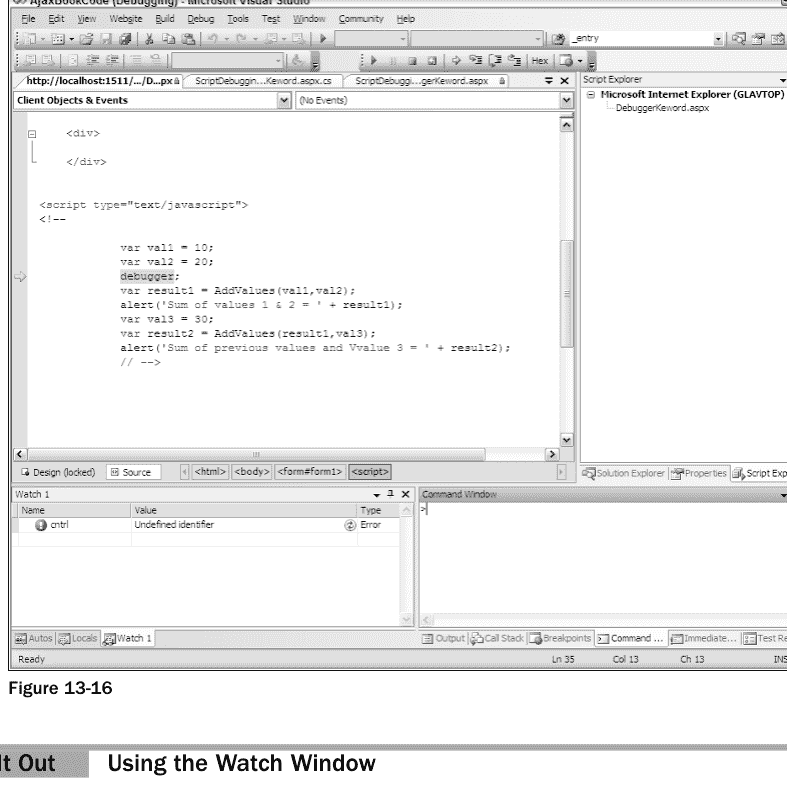 AjaxBookCode (Debugging) - Microsoft Visual Studio
File Edit View Website Build Debug Tools Test Window Community Help
_entry
Hex
http://localhost:1511/.../D...px ScriptDebuggin...Keword.aspx.cs ScriptDebuggi...gerKeword.aspx
Script Explorer
Client Objects & Events (No Events)
Microsoft Internet Explorer (GLAVTOP)
DebuggerKeword.aspx
<div>
</div>
<script type="text/javascript">
<!--
var val1 = 10;
var val2 = 20;
debugger;
var result1 = AddValues(val1,val2);
alert('Sum of values 1 & 2 = ' + result1);
var val3 = 30;
var result2 = AddValues(result1,val3);
alert('Sum of previous values and Vvalue 3 = ' + result2);
// -->
Design (locked) Source <html> <body> <form#form1> <script>
Solution Explorer Properties Script Exp
Watch 1
Name Value Type
cntrl Undefined identifier Error
Command Window
>
Autos Locals Watch 1
Output Call Stack Breakpoints Command ... Immediate... Test Re
Ready Ln 35 Col 13 Ch 13 INS
Figure 13-16
It Out Using the Watch Window